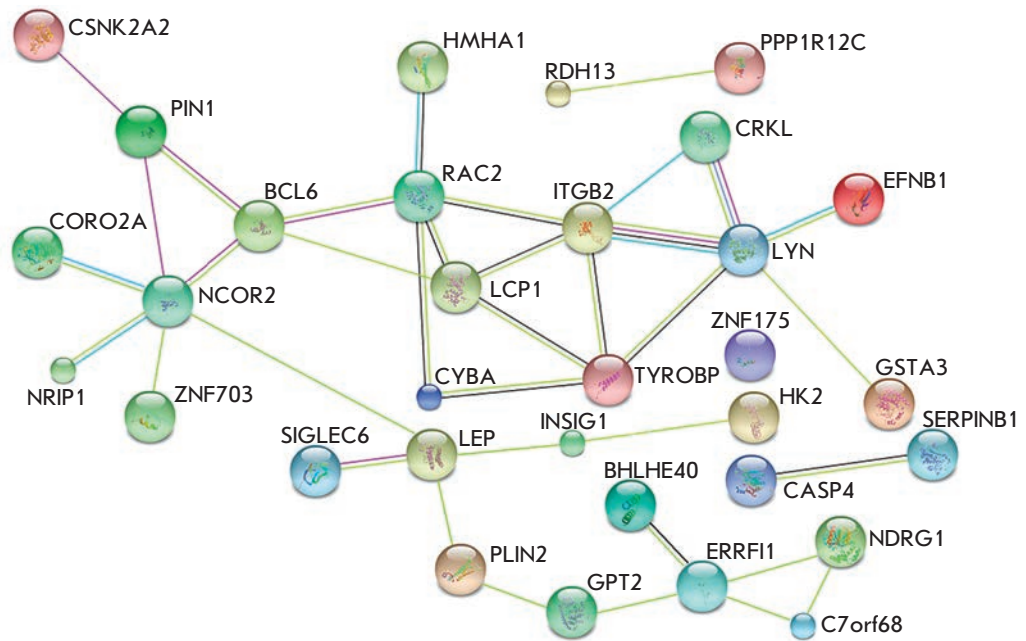 CSNK2A2
HMHA1
PPP1R12C
RDH13
PIN1
CRKL
BCL6
RAC2
ITGB2
EFNB1
CORO2A
LYN
NCOR2
LCP1
ZNF175
NRIP1
ZNF703
CYBA
TYROBP
GSTA3
HK2
SIGLEC6
LEP
INSIG1
SERPINB1
BHLHE40
CASP4
PLIN2
GPT2
ERRFI1
NDRG1
C7orf68